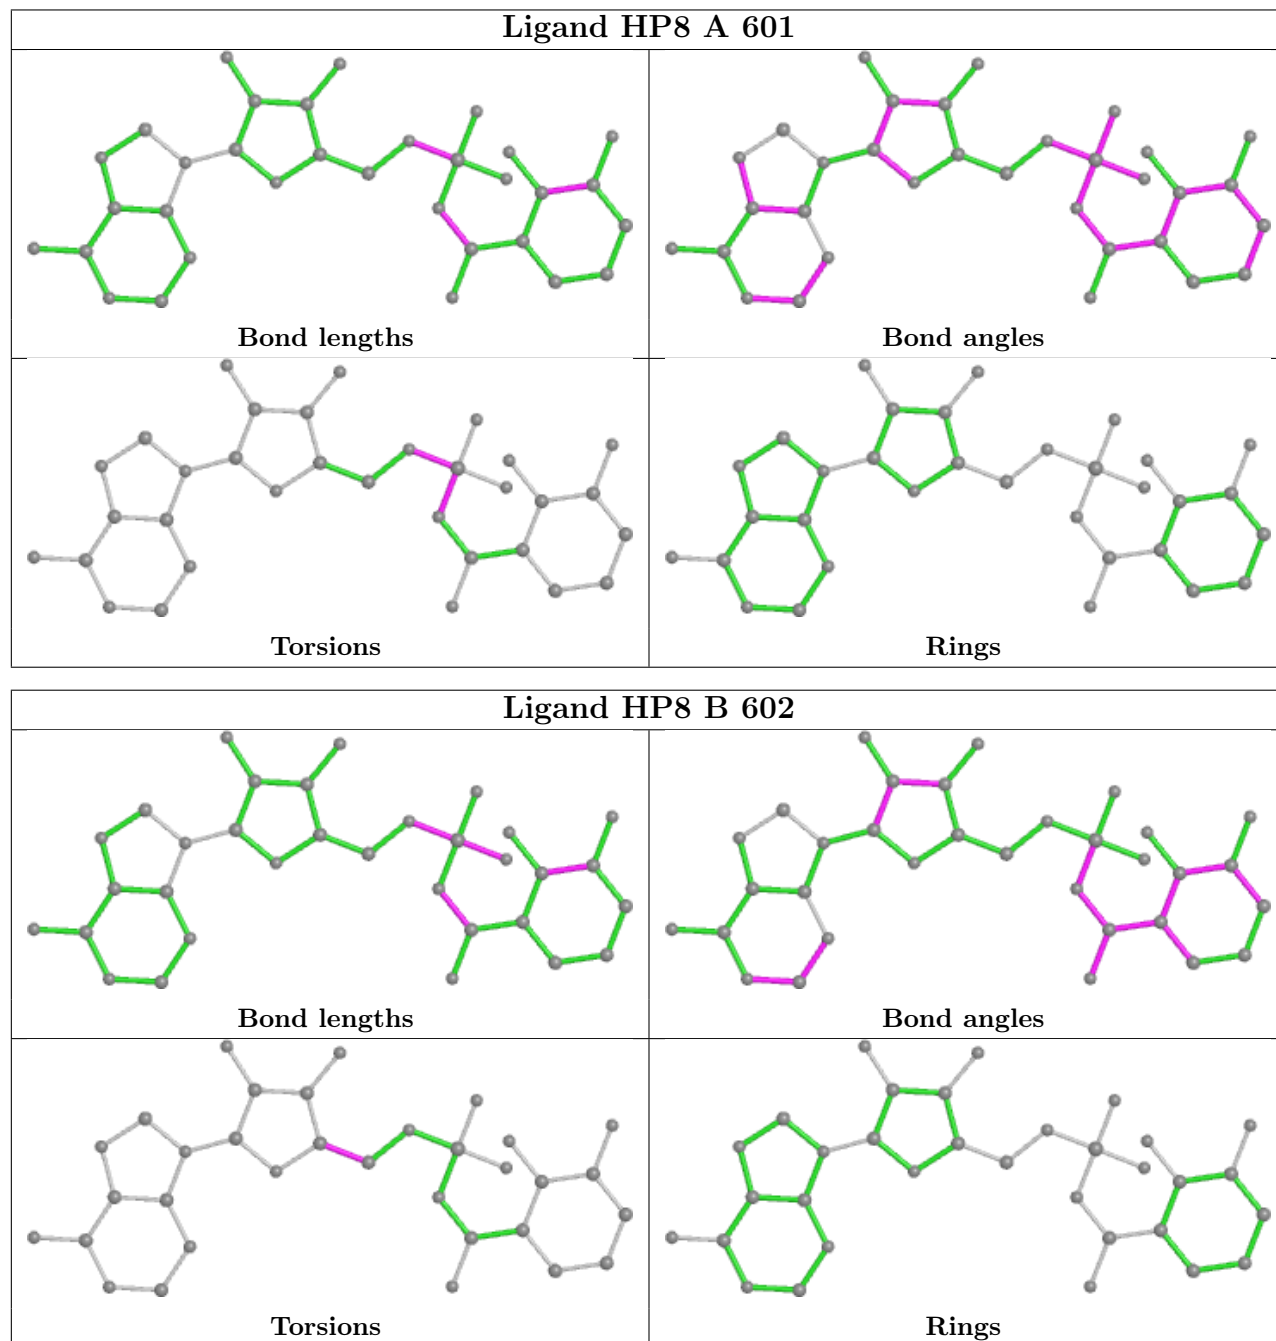 Ligand HP8 A 601
Bond lengths
Bond angles
Torsions
Rings
Ligand HP8 B 602
Bond lengths
Bond angles
Torsions
Rings